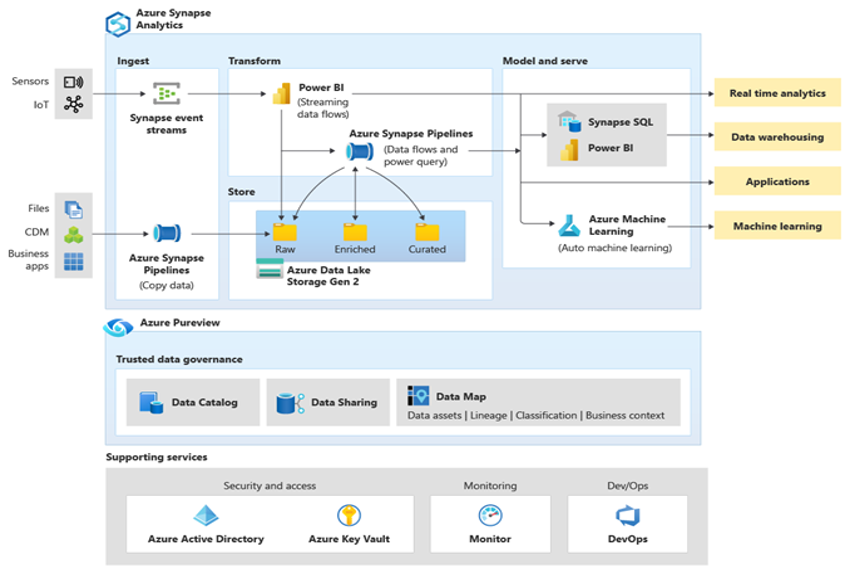 Azure Synapse
Analytics
Ingest
Transform
Model and serve
Sensors
IoT
Synapse event
streams
Power BI
(Streaming
data flows)
Azure Synapse Pipelines
(Data flows and
power query)
Synapse SQL
Power BI
Real time analytics
Data warehousing
Applications
Machine learning
Store
Files
CDM
Business
apps
Azure Synapse
Pipelines
(Copy data)
Raw
Enriched
Curated
Azure Data Lake
Storage Gen 2
Azure Machine
Learning
(Auto machine learning)
Azure Pureview
Trusted data governance
Data Catalog
Data Sharing
Data Map
Data assets | Lineage | Classification | Business context
Supporting services
Security and access
Monitoring
Dev/Ops
Azure Active Directory
Azure Key Vault
Monitor
DevOps